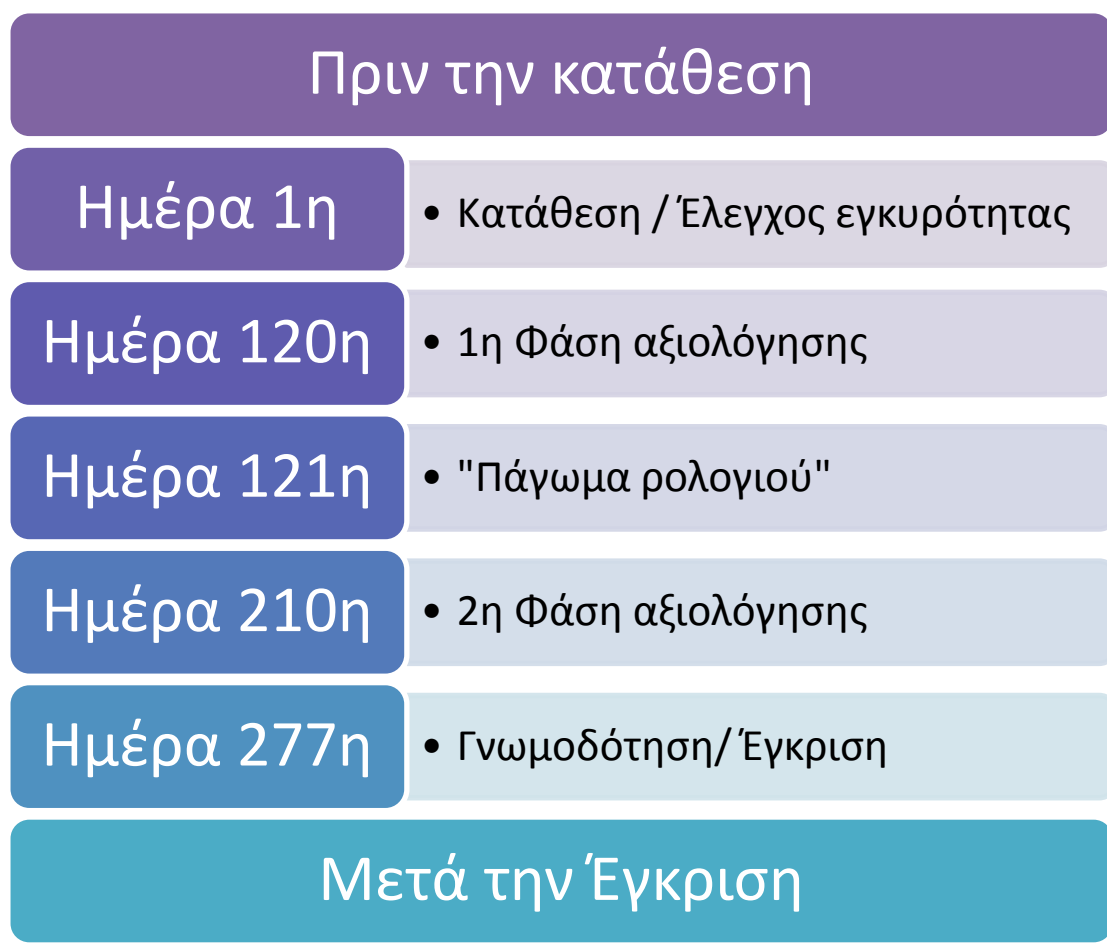 Πριν την κατάθεση
Ημέρα 1η
• Κατάθεση / Έλεγχος εγκυρότητας
Ημέρα 120η
• 1η Φάση αξιολόγησης
Ημέρα 121η
• "Πάγωμα ρολογιού"
Ημέρα 210η
• 2η Φάση αξιολόγησης
Ημέρα 277η
• Γνωμοδότηση/ Έγκριση
Μετά την Έγκριση